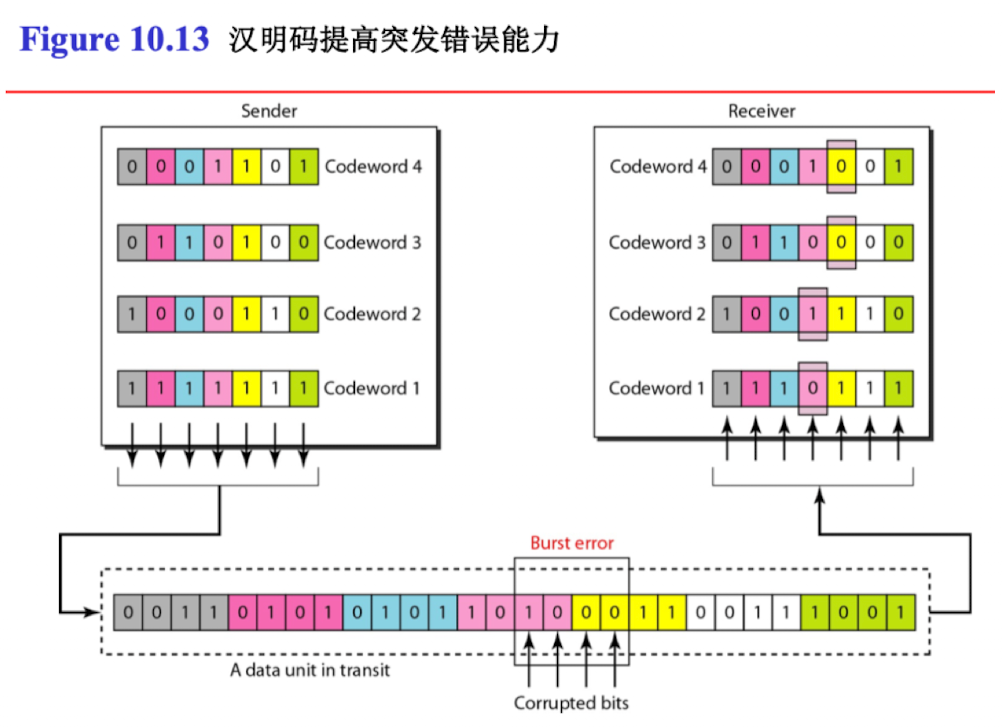 Figure 10.13 汉明码提高突发错误能力
Sender
Receiver
0 0 0 1 1 0 1 Codeword 4
0 1 1 0 1 0 0 Codeword 3
1 0 0 0 1 1 0 Codeword 2
1 1 1 1 1 1 1 Codeword 1
Codeword 4 0 0 0 1 0 0 1
Codeword 3 0 1 1 0 0 0 0
Codeword 2 1 0 0 1 1 1 0
Codeword 1 1 1 1 0 1 1 1
Burst error
0 0 1 1 0 1 0 1 0 1 0 1 1 0 1 0 0 0 1 1 0 0 1 1 1 0 0 1
A data unit in transit
Corrupted bits